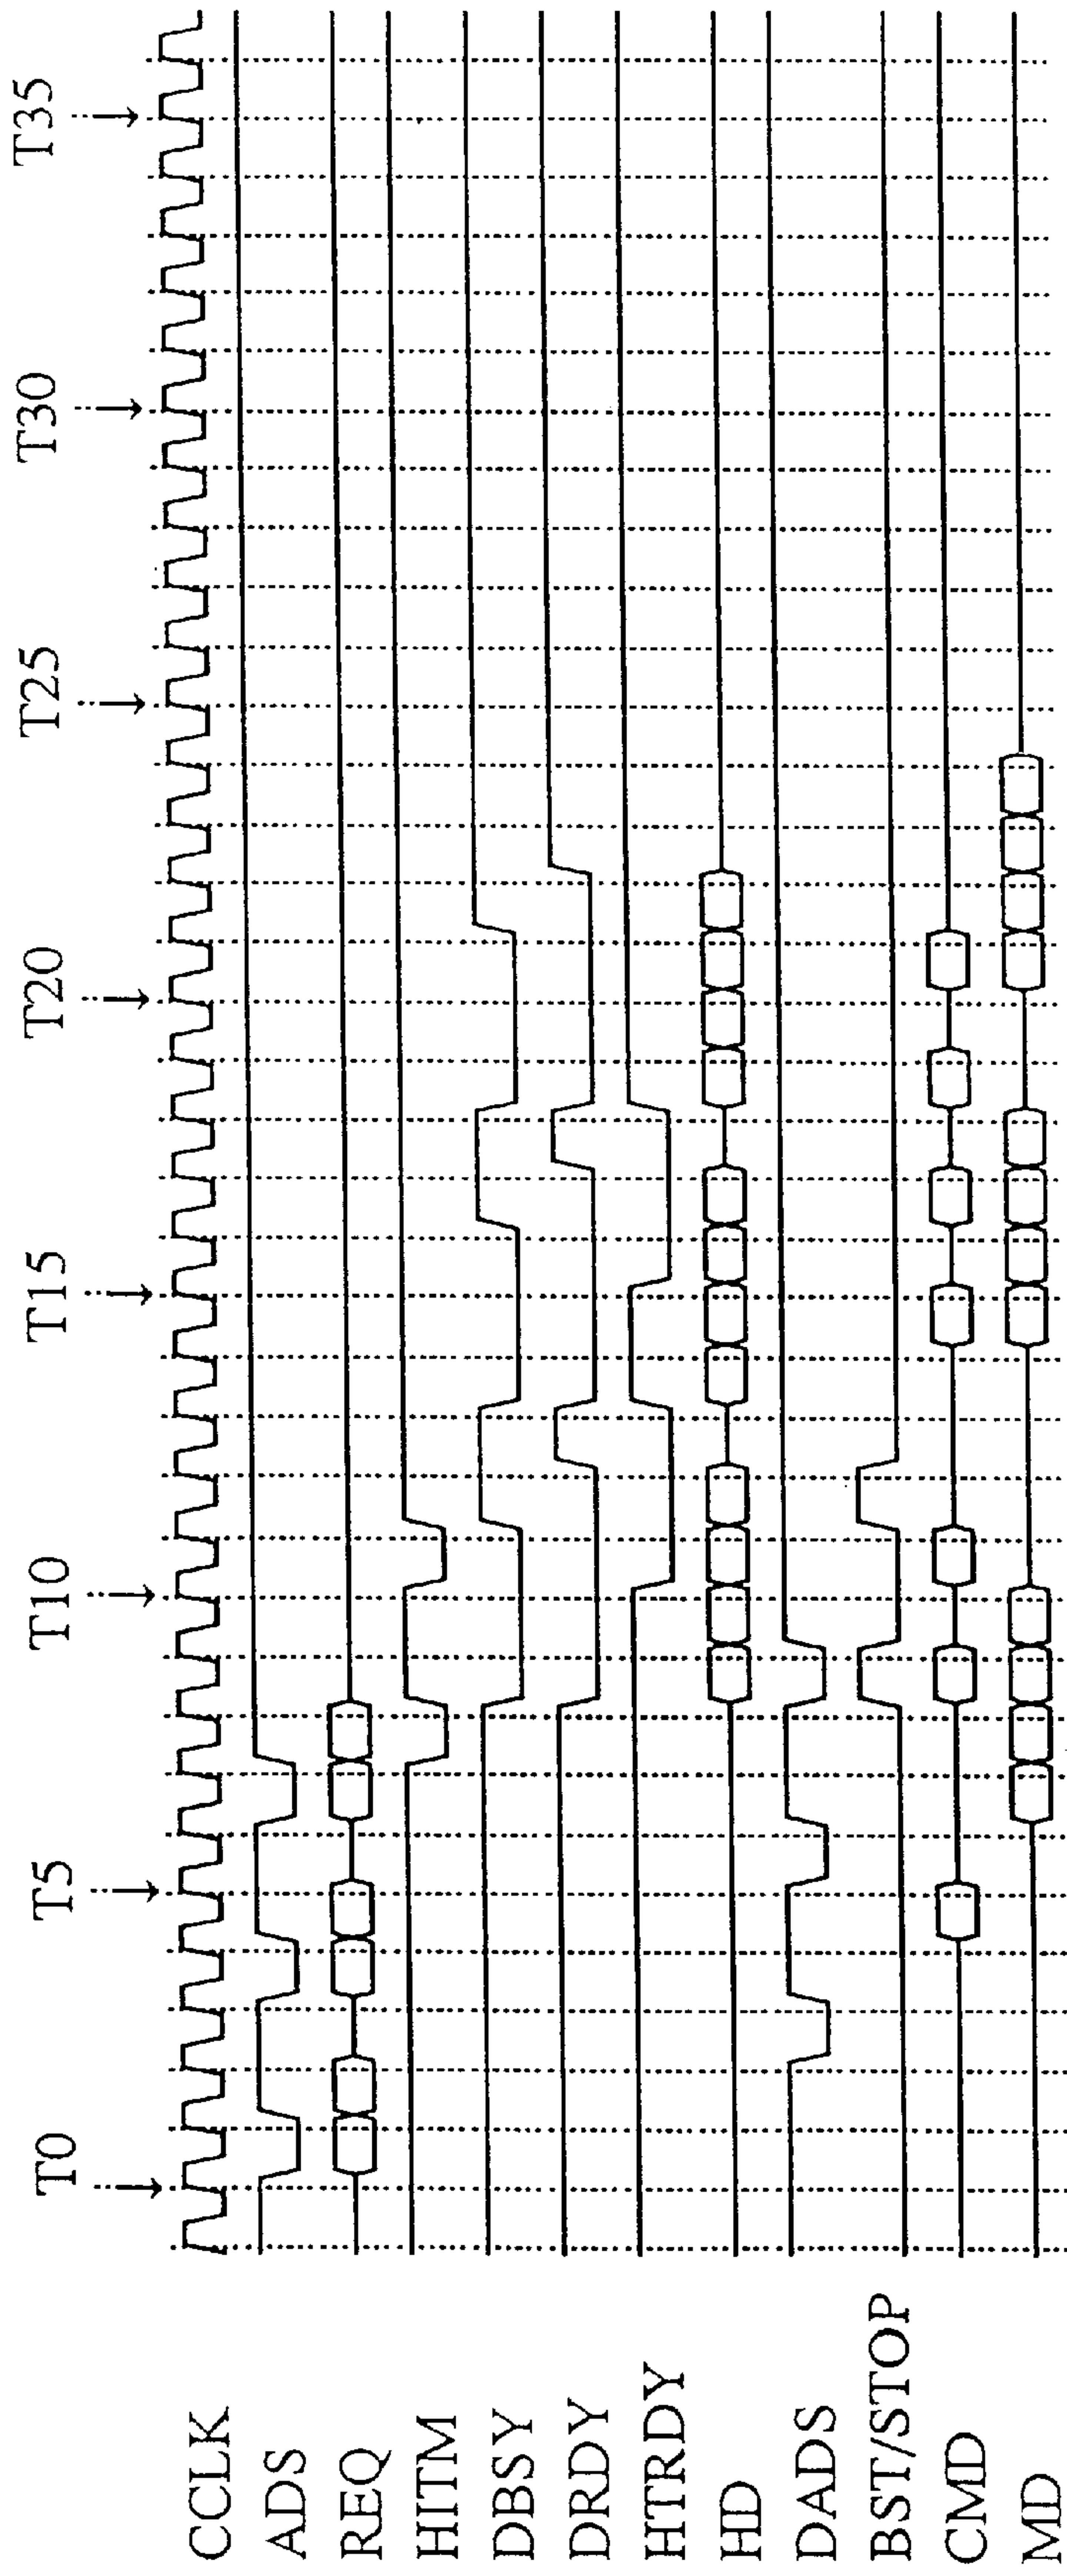 T0 T5 T10 T15 T20 T25 T30 T35
CCLK
ADS
REQ
HITM
DBSY
DRDY
HTRDY
HD
DADS
BST/STOP
CMD
MD